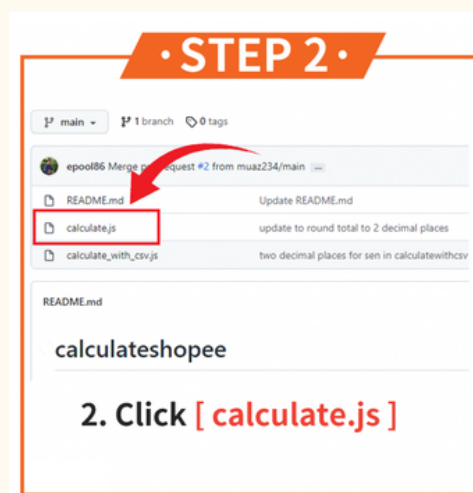 · STEP 2 ·
main 1 branch 0 tags
epool86 Merge pull request #2 from muaz234/main ...
README.md Update README.md
calculate.js update to round total to 2 decimal places
calculate_with_csv.js two decimal places for sen in calculatewithcsv
README.md
calculateshopee
2. Click [ calculate.js ]